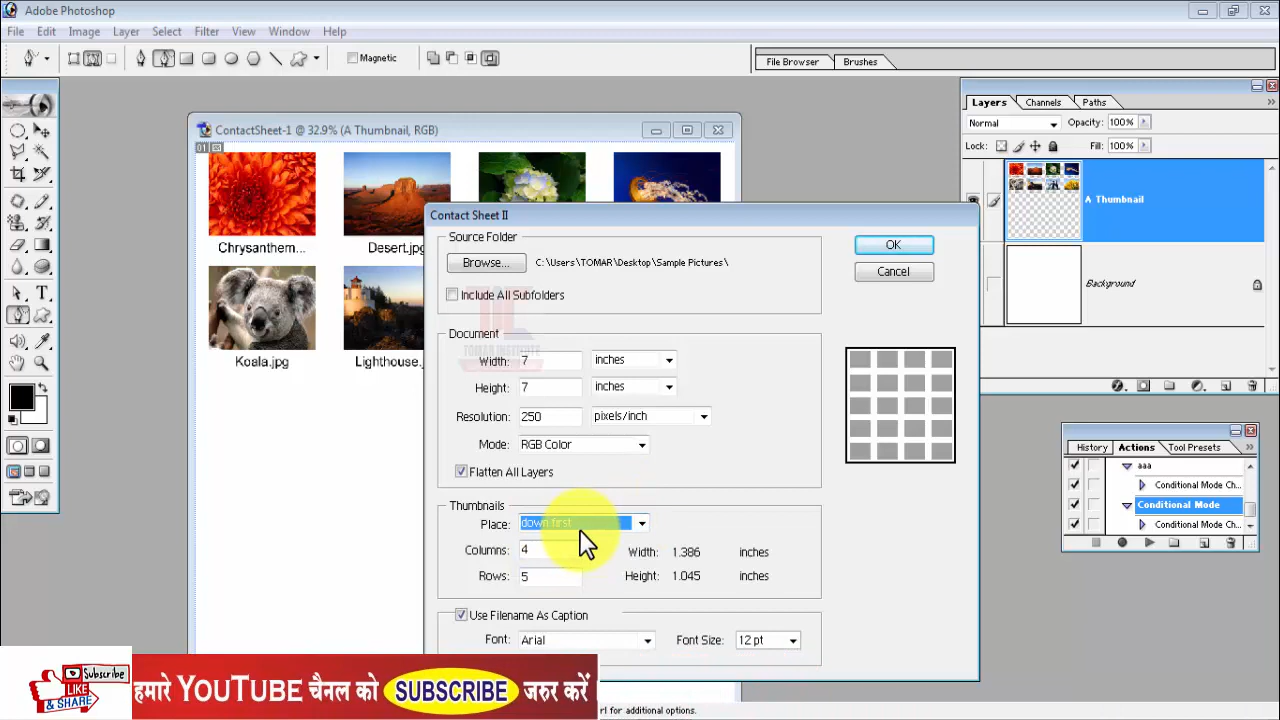 Adobe Photoshop
File Edit Image Layer Select Filter View Window Help
Magnetic
File Browser
Brushes
ContactSheet-1 @ 32.9% (A Thumbnail, RGB)
01
Layers Channels Paths
Normal
Opacity: 100%
Lock:
Fill: 100%
A Thumbnail
Background
Chrysanthem...
Desert.jpg
Koala.jpg
Lighthouse.
Contact Sheet II
Source Folder
Browse...
C:\Users\TOMAR\Desktop\Sample Pictures\
Include All Subfolders
OK
Cancel
Document
TOMAR INSTITUTE
Width: 7 inches
Height: 7 inches
Resolution: 250 pixels/inch
Mode: RGB Color
Flatten All Layers
Thumbnails
Place: down first
Columns: 4
Width: 1.386 inches
Rows: 5
Height: 1.045 inches
Use Filename As Caption
Font: Arial
Font Size: 12 pt
History Actions Tool Presets
aaa
Conditional Mode Ch...
Conditional Mode
Conditional Mode Ch...
Subscribe
LIKE
& SHARE
हमारे YouTube चैनल को SUBSCRIBE जरुर करें
rl for additional options.